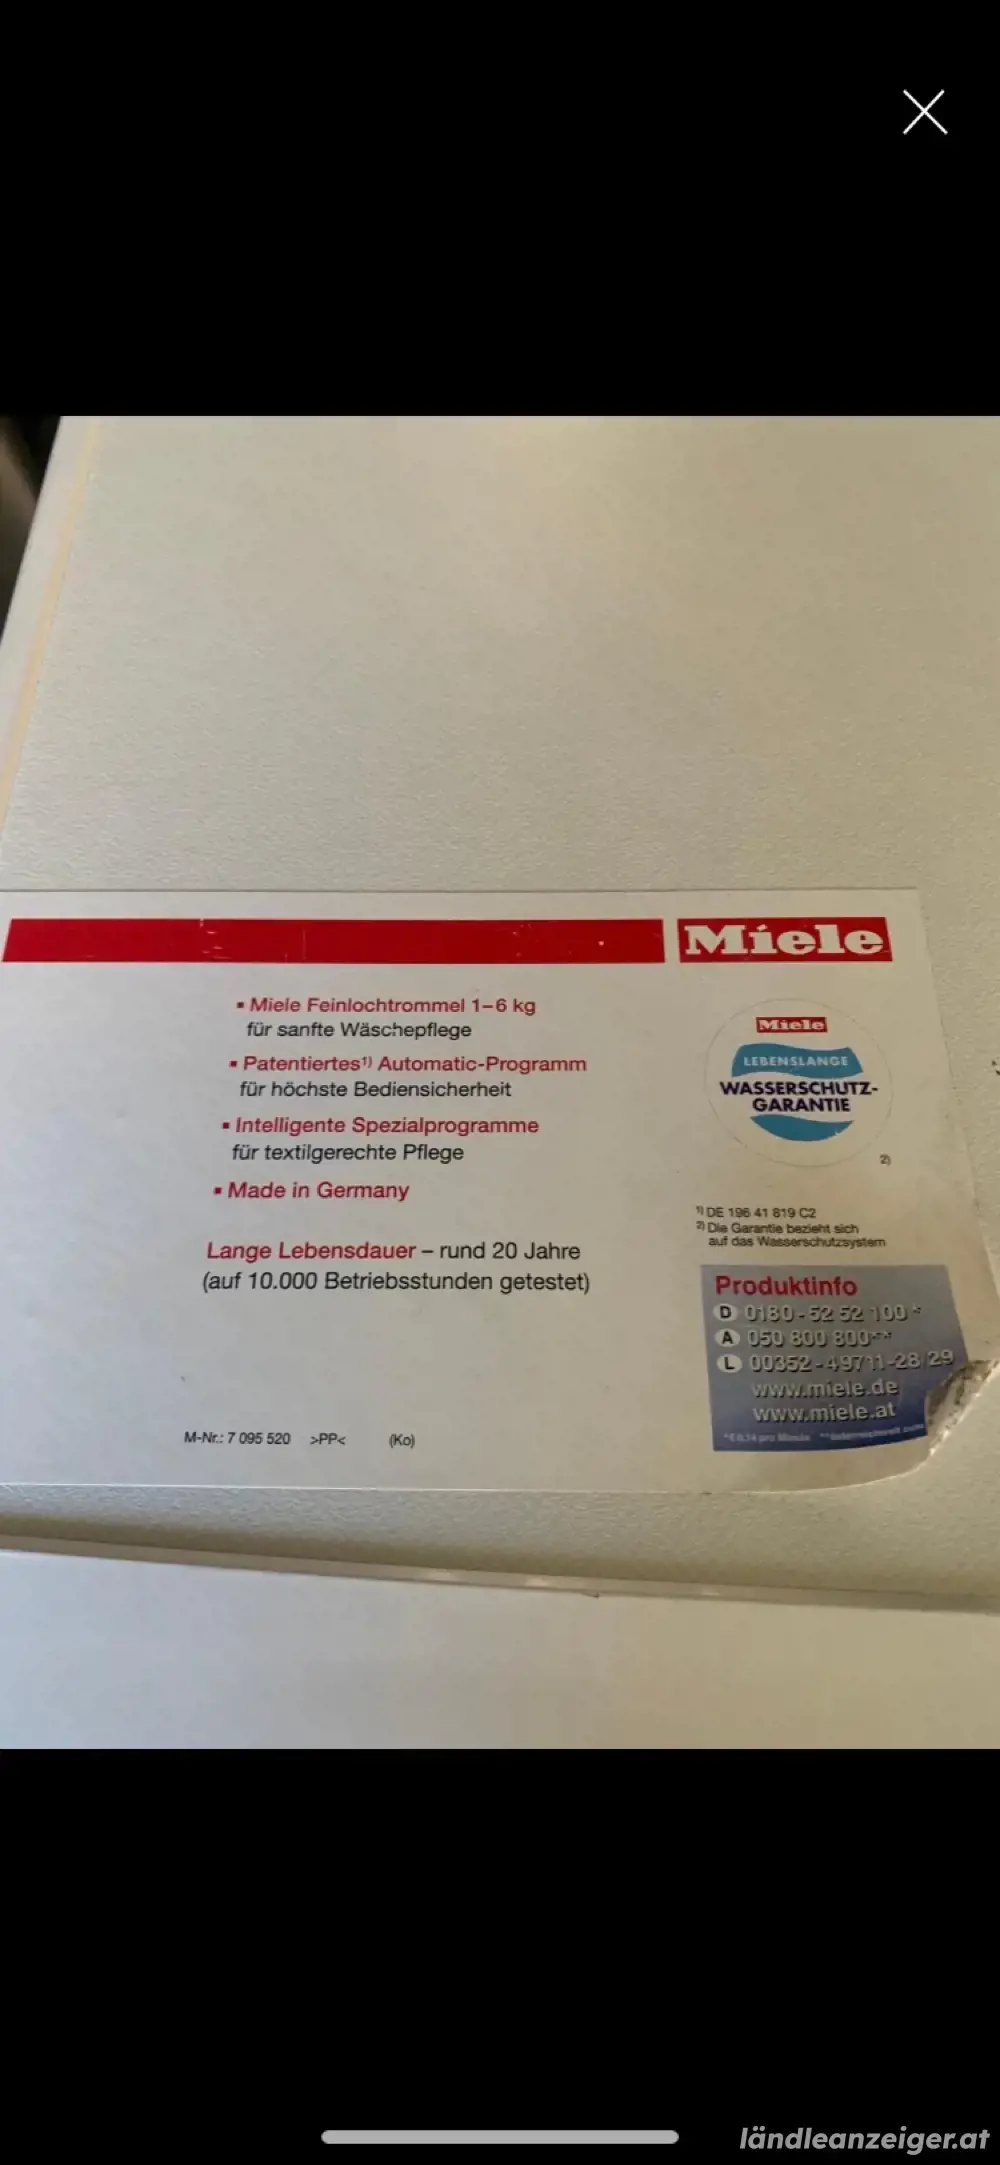 Miele
▪ Miele Feinlochtrommel 1–6 kg
für sanfte Wäschepflege
▪ Patentiertes¹⁾ Automatic-Programm
für höchste Bediensicherheit
▪ Intelligente Spezialprogramme
für textilgerechte Pflege
▪ Made in Germany
Lange Lebensdauer – rund 20 Jahre
(auf 10.000 Betriebsstunden getestet)
M-Nr.: 7 095 520 >PP< (Ko)
Miele
LEBENSLANGE
WASSERSCHUTZ-
GARANTIE
2)
¹⁾ DE 196 41 819 C2
²⁾ Die Garantie bezieht sich
auf das Wasserschutzsystem
Produktinfo
D 0180 - 52 52 100 *
A 050 800 800**
L 00352 - 49711-28 29
www.miele.de
www.miele.at
ländleanzeiger.at